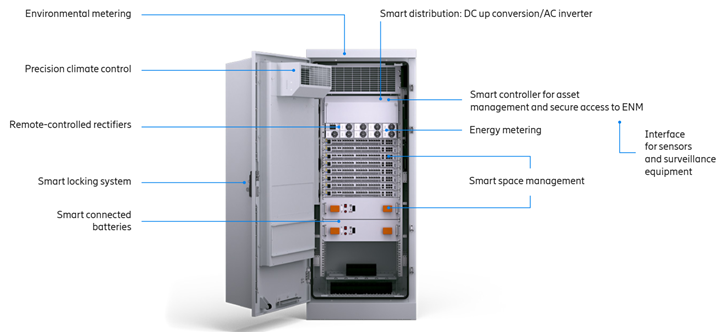 Environmental metering
Smart distribution: DC up conversion/AC inverter
Precision climate control
Smart controller for asset
management and secure access to ENM
Remote-controlled rectifiers
Energy metering
Interface
for sensors
and surveillance
equipment
Smart locking system
Smart space management
Smart connected
batteries